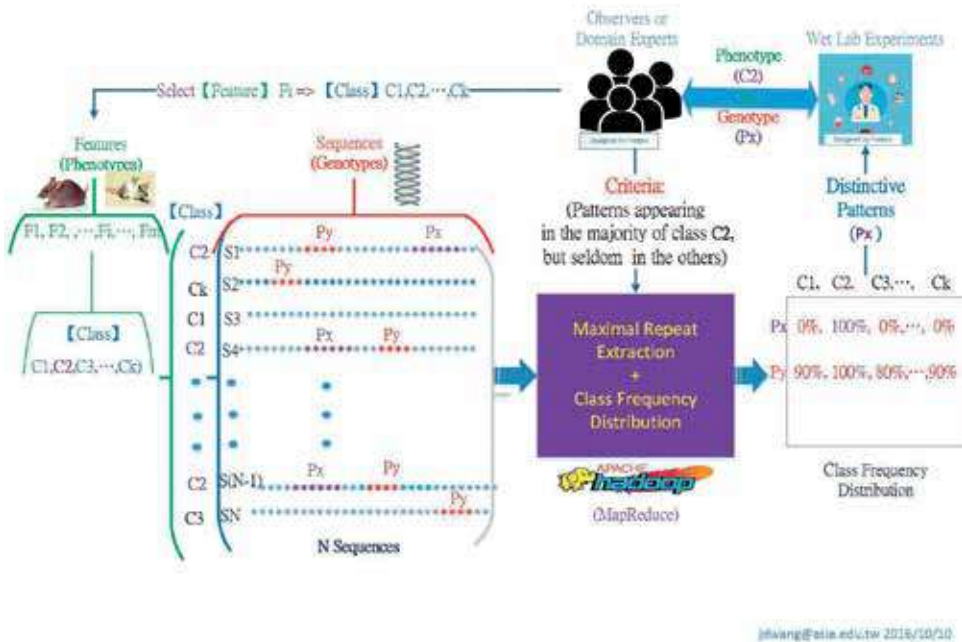 Observers or
Domain Experts
Wet Lab Experiments
Phenotype
(C2)
Genotype
(Px)
Select【Feature】Fi => 【Class】C1,C2,⋯,Ck
Features
(Phenotypes)
Sequences
(Genotypes)
Criteria:
(Patterns appearing
in the majority of class C2,
but seldom in the others)
Distinctive
Patterns
(Px)
【Class】
F1, F2, ,⋯,Fi,⋯, Fm
C2 S1 Py Px
Ck S2 Py
C1 S3
C2 S4 Px Py
C2 S(N-1) Px Py
C3 SN Py
N Sequences
【Class】
C1,C2,C3,⋯,Ck)
Maximal Repeat
Extraction
+
Class Frequency
Distribution
APACHE
hadoop
(MapReduce)
C1, C2, C3,⋯, Ck
Px 0%, 100%, 0%,⋯, 0%
Py 90%, 100%, 80%,⋯,90%
Class Frequency
Distribution
jdwang@asia.edu.tw 2016/10/10